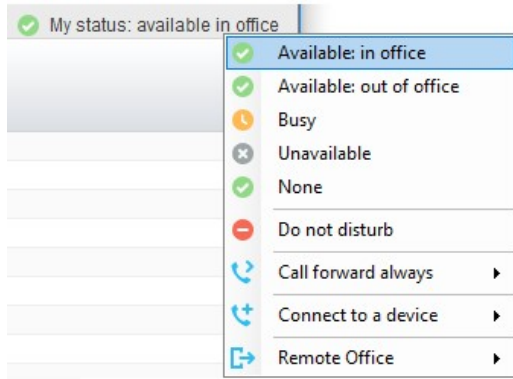 My status: available in office
Available: in office
Available: out of office
Busy
Unavailable
None
Do not disturb
Call forward always
Connect to a device
Remote Office